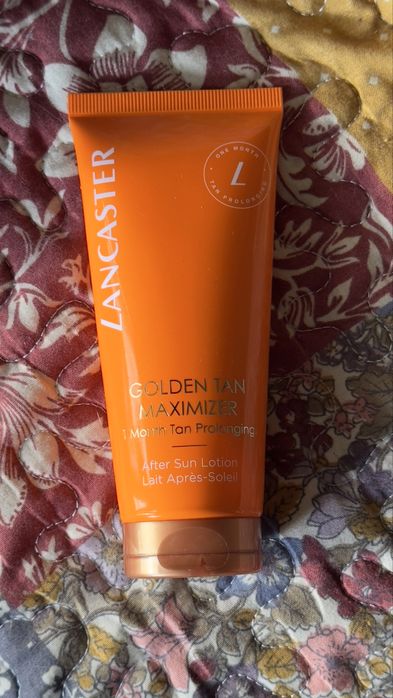 LANCASTER
ONE MONTH
L
TAN PROLONGING
GOLDEN TAN
MAXIMIZER
1 Month Tan Prolonging
After Sun Lotion
Lait Après-Soleil